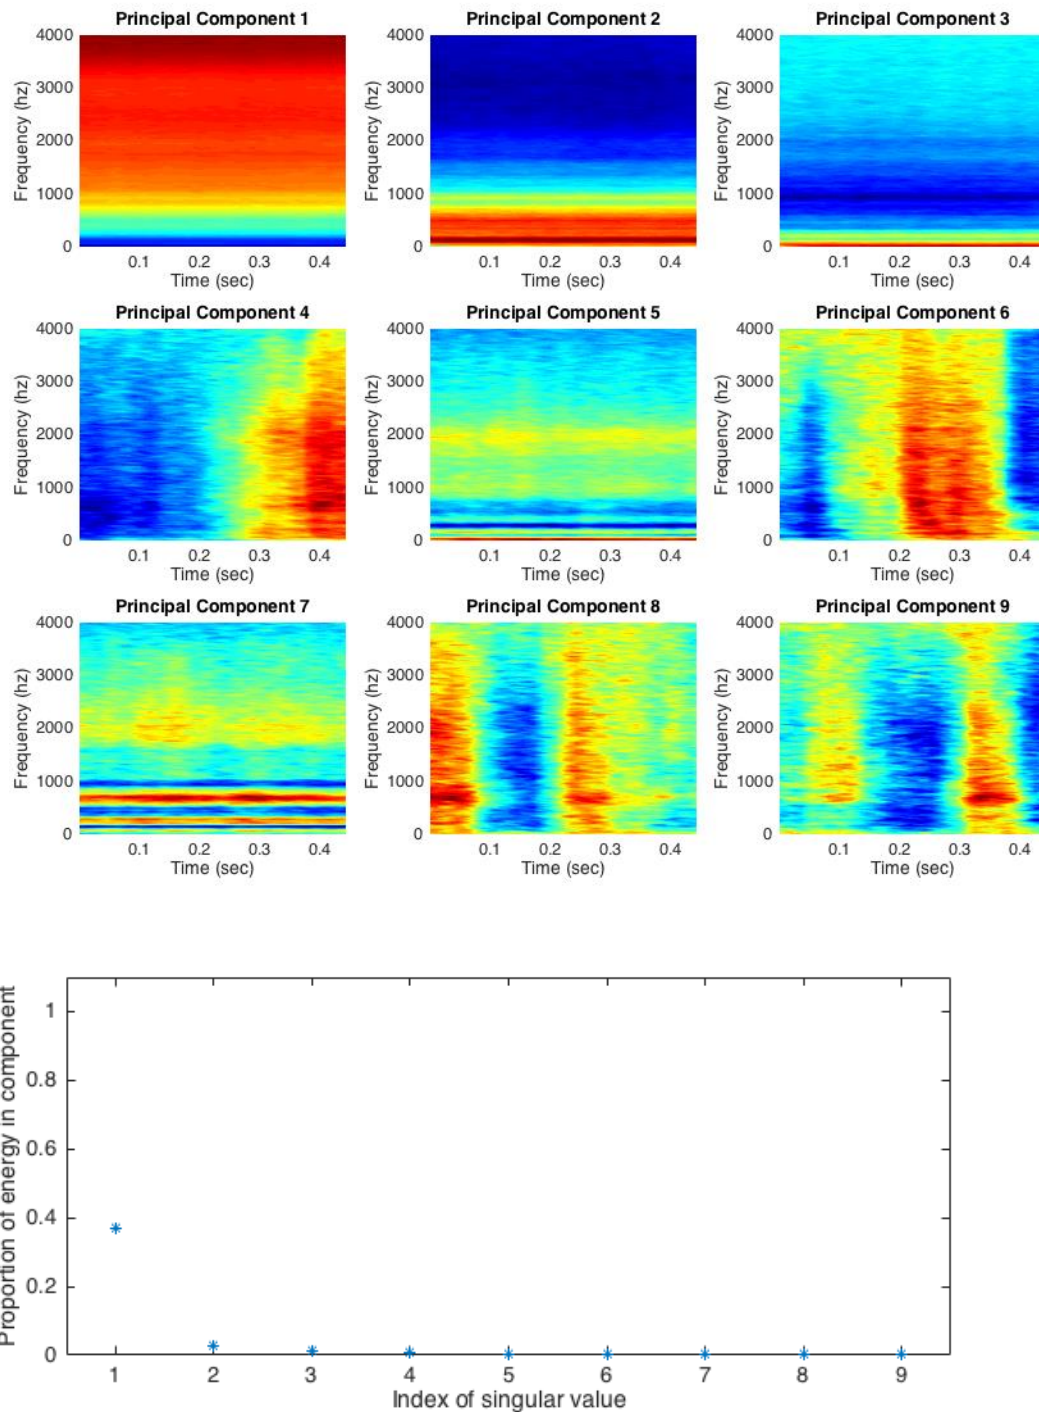 Principal Component 1 Principal Component 2 Principal Component 3
4000 4000 4000
3000 3000 3000
2000 2000 2000
1000 1000 1000
0 0 0
Frequency (hz) Frequency (hz) Frequency (hz)
0.1 0.2 0.3 0.4 0.1 0.2 0.3 0.4 0.1 0.2 0.3 0.4
Time (sec) Time (sec) Time (sec)
Principal Component 4 Principal Component 5 Principal Component 6
4000 4000 4000
3000 3000 3000
2000 2000 2000
1000 1000 1000
0 0 0
Frequency (hz) Frequency (hz) Frequency (hz)
0.1 0.2 0.3 0.4 0.1 0.2 0.3 0.4 0.1 0.2 0.3 0.4
Time (sec) Time (sec) Time (sec)
Principal Component 7 Principal Component 8 Principal Component 9
4000 4000 4000
3000 3000 3000
2000 2000 2000
1000 1000 1000
0 0 0
Frequency (hz) Frequency (hz) Frequency (hz)
0.1 0.2 0.3 0.4 0.1 0.2 0.3 0.4 0.1 0.2 0.3 0.4
Time (sec) Time (sec) Time (sec)
Proportion of energy in component
1
0.8
0.6
0.4
0.2
0
1 2 3 4 5 6 7 8 9
Index of singular value